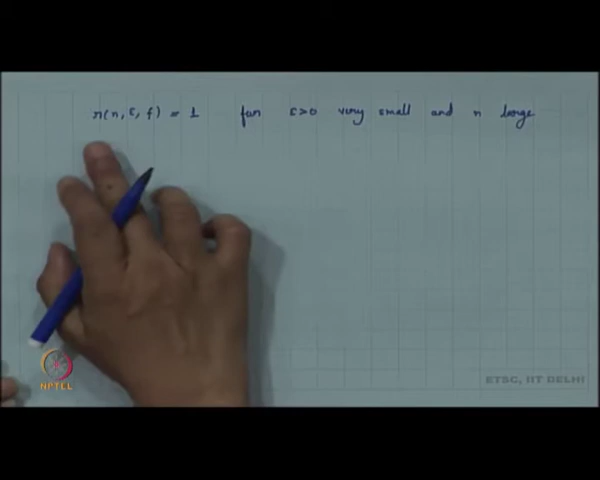 r(n, ε, f) = 1 for ε>0 very small and n large
NPTEL
ETSC, IIT DELHI